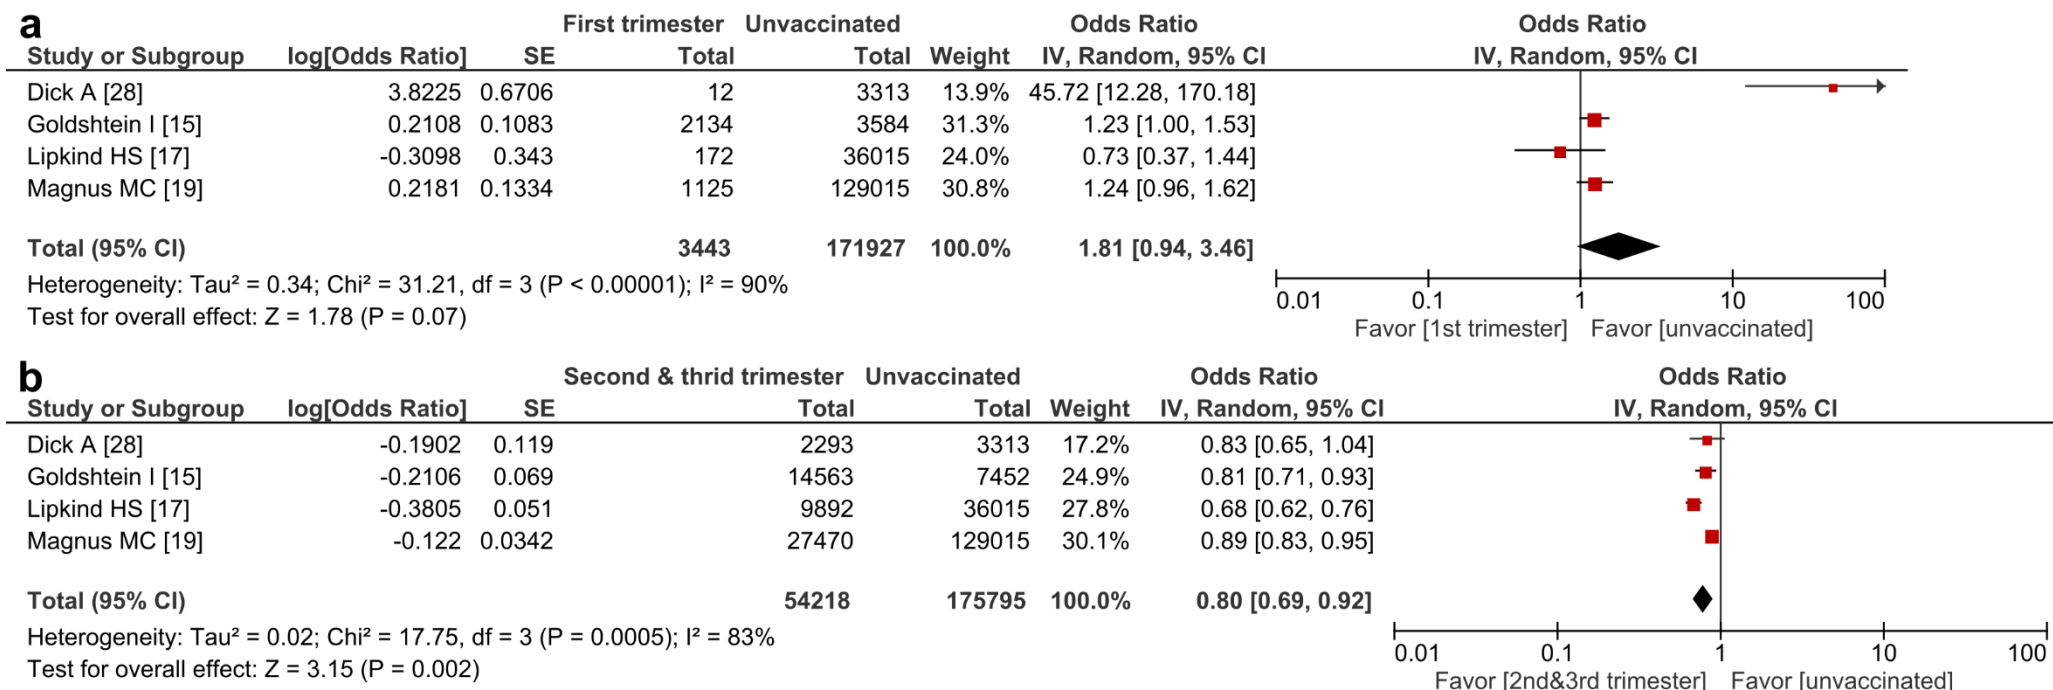 a
First trimester Unvaccinated Odds Ratio Odds Ratio
Study or Subgroup log[Odds Ratio] SE Total Total Weight IV, Random, 95% CI IV, Random, 95% CI
Dick A [28] 3.8225 0.6706 12 3313 13.9% 45.72 [12.28, 170.18]
Goldshtein I [15] 0.2108 0.1083 2134 3584 31.3% 1.23 [1.00, 1.53]
Lipkind HS [17] -0.3098 0.343 172 36015 24.0% 0.73 [0.37, 1.44]
Magnus MC [19] 0.2181 0.1334 1125 129015 30.8% 1.24 [0.96, 1.62]
Total (95% CI) 3443 171927 100.0% 1.81 [0.94, 3.46]
Heterogeneity: Tau² = 0.34; Chi² = 31.21, df = 3 (P < 0.00001); I² = 90%
Test for overall effect: Z = 1.78 (P = 0.07)
0.01 0.1 1 10 100
Favor [1st trimester] Favor [unvaccinated]
b
Second & thrid trimester Unvaccinated Odds Ratio Odds Ratio
Study or Subgroup log[Odds Ratio] SE Total Total Weight IV, Random, 95% CI IV, Random, 95% CI
Dick A [28] -0.1902 0.119 2293 3313 17.2% 0.83 [0.65, 1.04]
Goldshtein I [15] -0.2106 0.069 14563 7452 24.9% 0.81 [0.71, 0.93]
Lipkind HS [17] -0.3805 0.051 9892 36015 27.8% 0.68 [0.62, 0.76]
Magnus MC [19] -0.122 0.0342 27470 129015 30.1% 0.89 [0.83, 0.95]
Total (95% CI) 54218 175795 100.0% 0.80 [0.69, 0.92]
Heterogeneity: Tau² = 0.02; Chi² = 17.75, df = 3 (P = 0.0005); I² = 83%
Test for overall effect: Z = 3.15 (P = 0.002)
0.01 0.1 1 10 100
Favor [2nd&3rd trimester] Favor [unvaccinated]